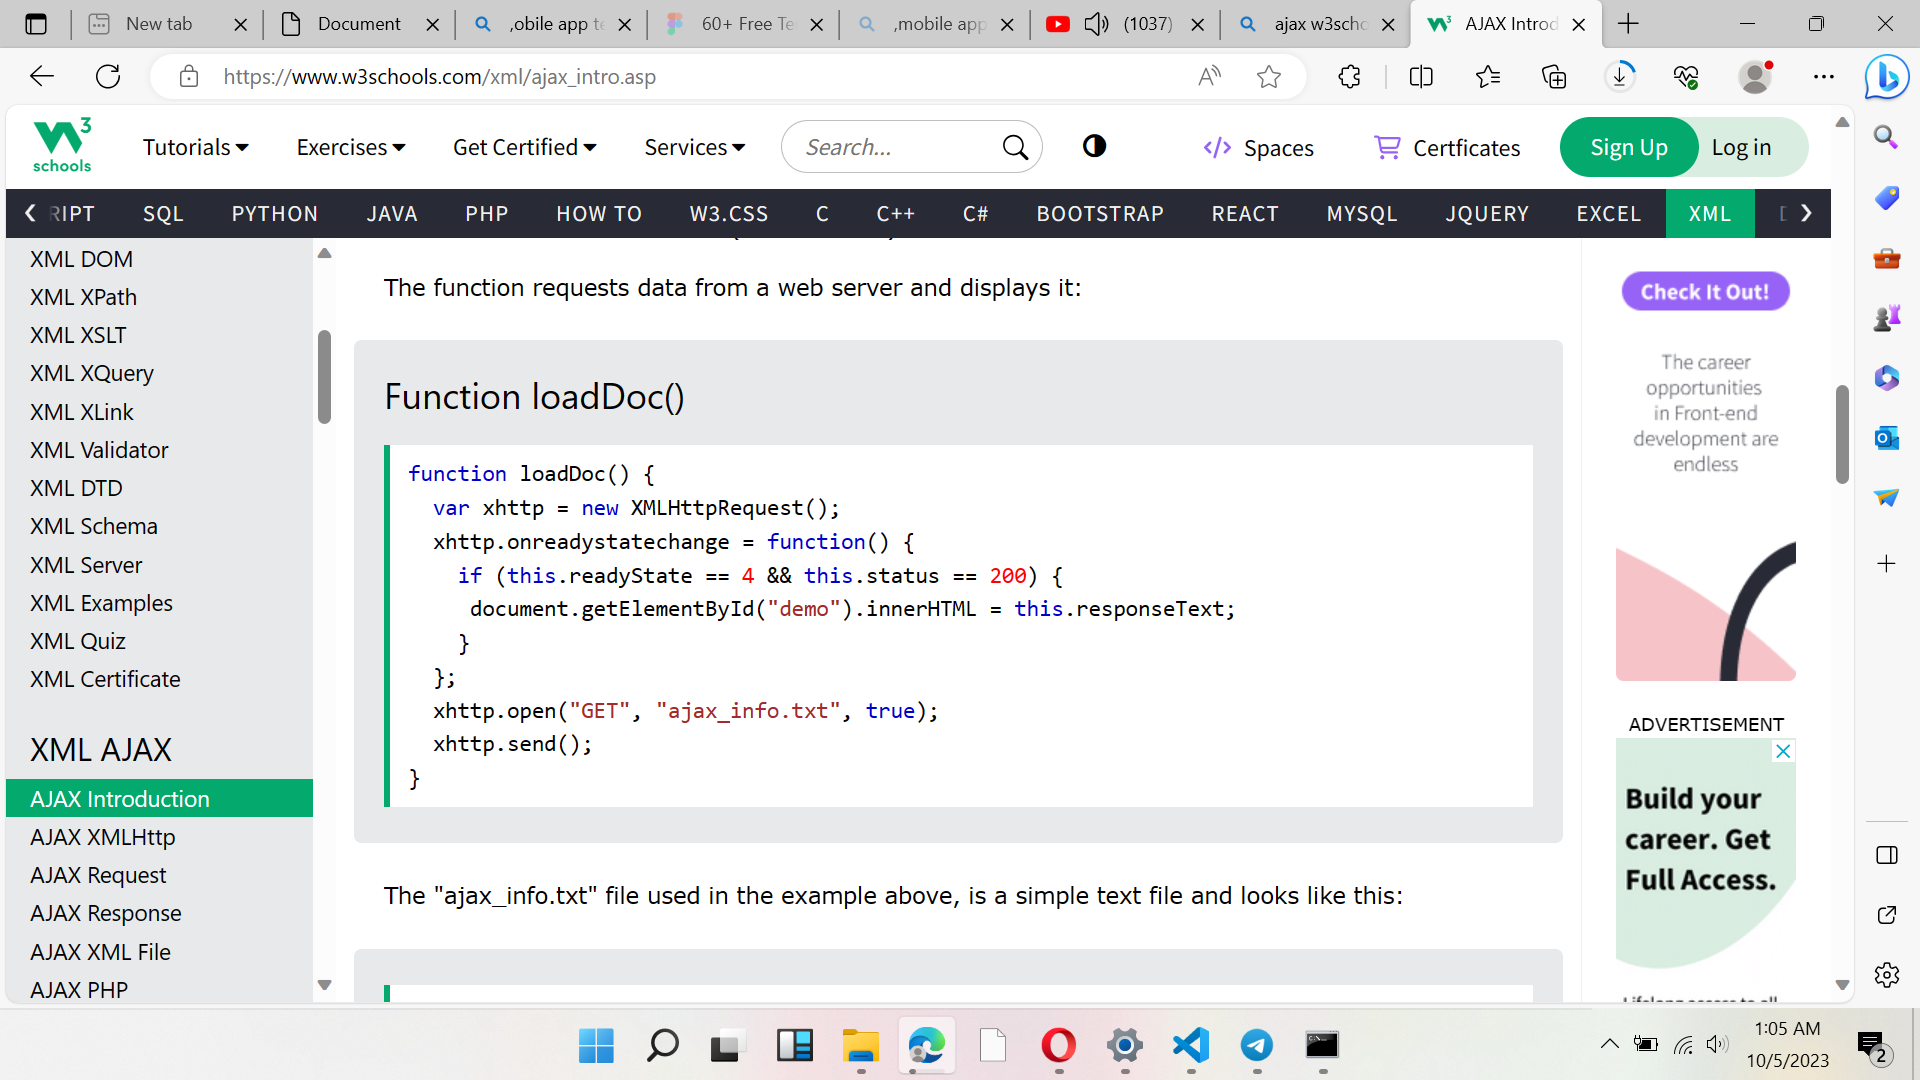 New tab
Document
,obile app te
60+ Free Te
,mobile app
(1037)
ajax w3scho
AJAX Introd
https://www.w3schools.com/xml/ajax_intro.asp
W3
schools
Tutorials
Exercises
Get Certified
Services
Search...
Spaces
Certficates
Sign Up
Log in
RIPT
SQL
PYTHON
JAVA
PHP
HOW TO
W3.CSS
C
C++
C#
BOOTSTRAP
REACT
MYSQL
JQUERY
EXCEL
XML
XML DOM
XML XPath
XML XSLT
XML XQuery
XML XLink
XML Validator
XML DTD
XML Schema
XML Server
XML Examples
XML Quiz
XML Certificate
XML AJAX
AJAX Introduction
AJAX XMLHttp
AJAX Request
AJAX Response
AJAX XML File
AJAX PHP
The function requests data from a web server and displays it:
Function loadDoc()
function loadDoc() {
var xhttp = new XMLHttpRequest();
xhttp.onreadystatechange = function() {
if (this.readyState == 4 && this.status == 200) {
document.getElementById("demo").innerHTML = this.responseText;
}
};
xhttp.open("GET", "ajax_info.txt", true);
xhttp.send();
}
The "ajax_info.txt" file used in the example above, is a simple text file and looks like this:
Check It Out!
The career
opportunities
in Front-end
development are
endless
ADVERTISEMENT
Build your
career. Get
Full Access.
1:05 AM
10/5/2023
2